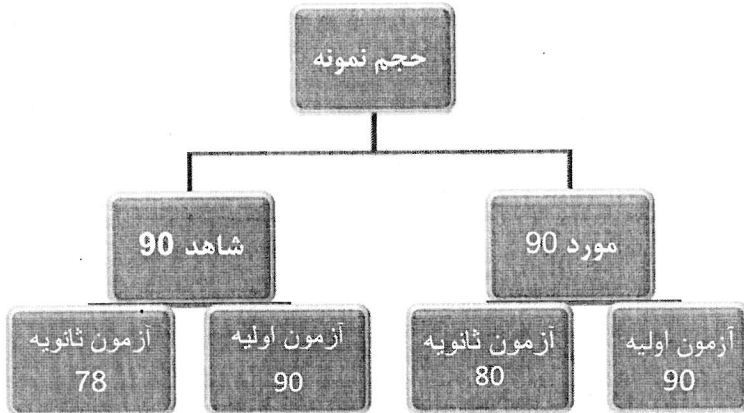 حجم نمونه
مورد 90
شاهد 90
آزمون اولیه
90
آزمون ثانویه
80
آزمون اولیه
90
آزمون ثانویه
78